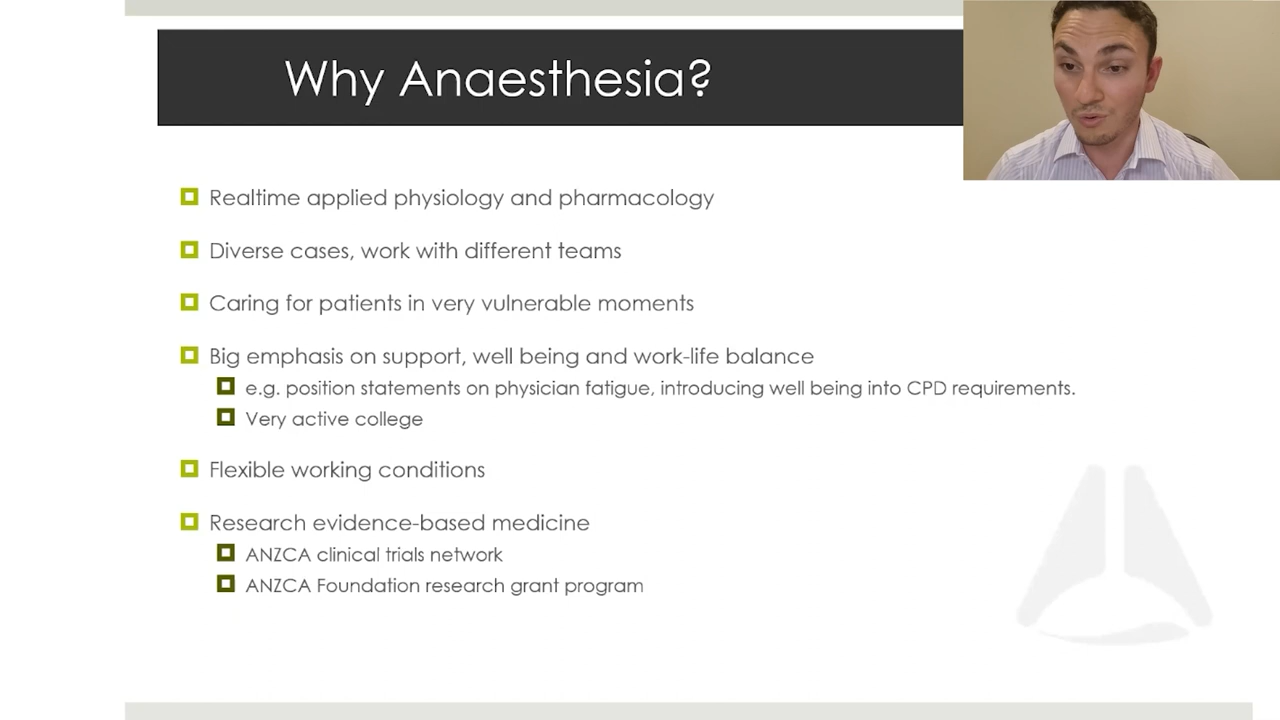 Why Anaesthesia?
Realtime applied physiology and pharmacology
Diverse cases, work with different teams
Caring for patients in very vulnerable moments
Big emphasis on support, well being and work-life balance
e.g. position statements on physician fatigue, introducing well being into CPD requirements.
Very active college
Flexible working conditions
Research evidence-based medicine
ANZCA clinical trials network
ANZCA Foundation research grant program